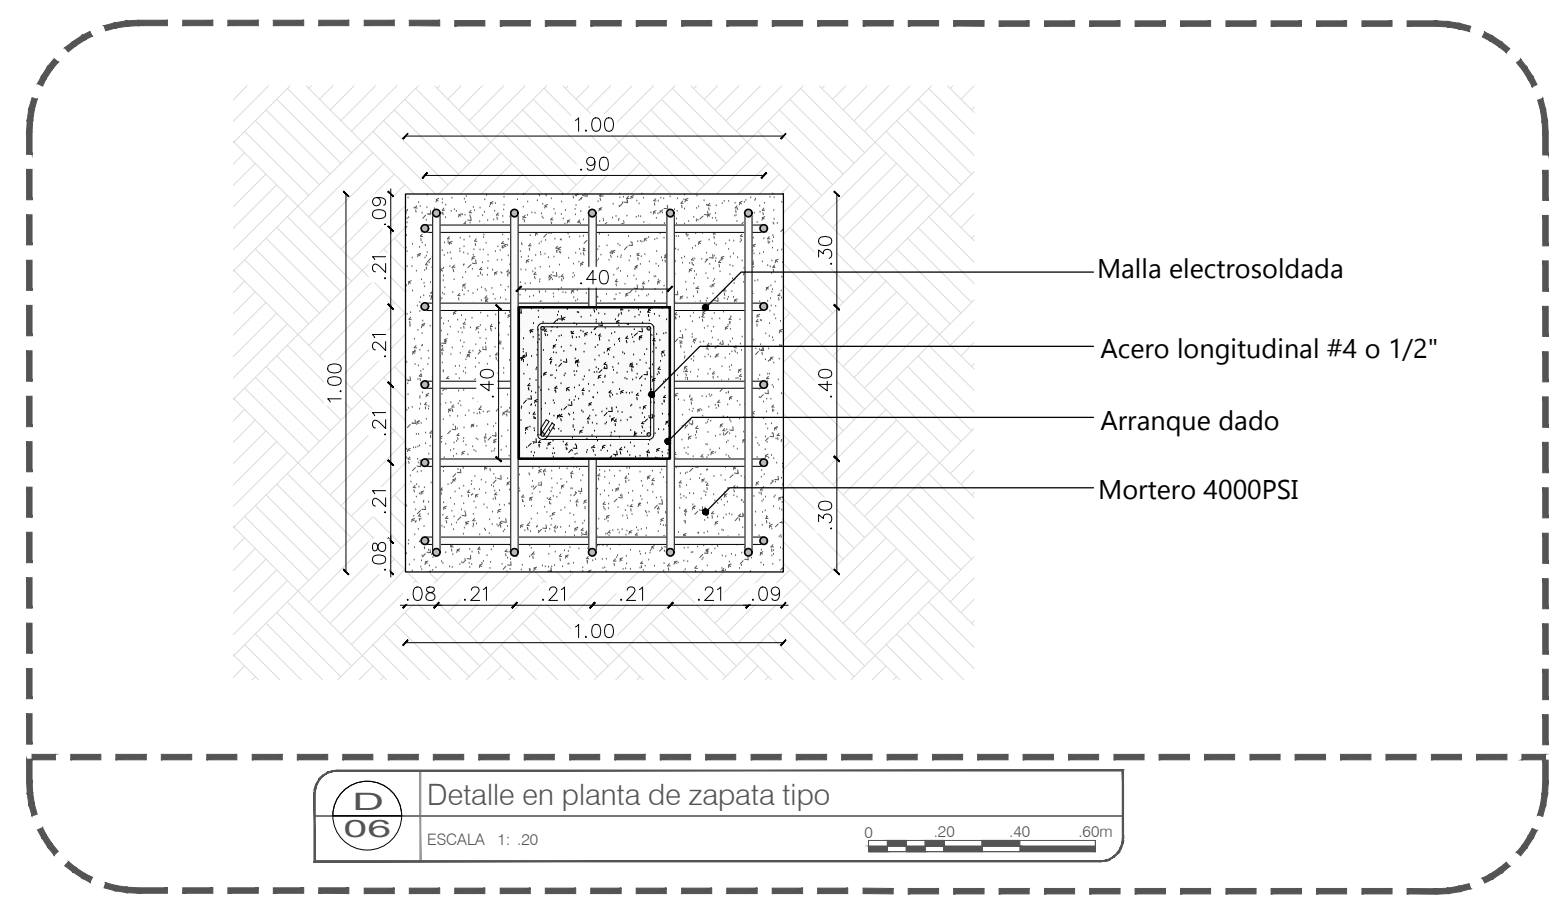 1.00
.90
.09
.21
.21
.21
.21
.08
1.00
.40
.40
.30
.40
.30
Malla electrosoldada
Acero longitudinal #4 o 1/2"
Arranque dado
Mortero 4000PSI
.08 .21 .21 .21 .21 .09
1.00
D
06
Detalle en planta de zapata tipo
ESCALA 1: .20
0 .20 .40 .60m